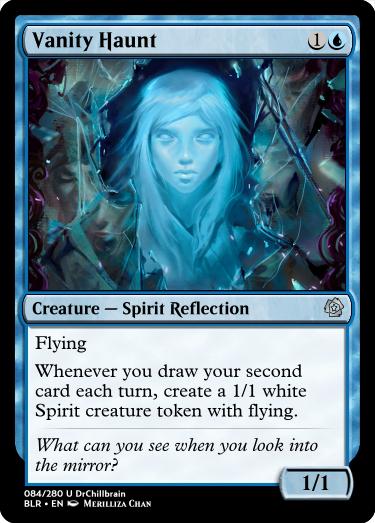 Vanity Haunt 1
Creature — Spirit Reflection
Flying
Whenever you draw your second
card each turn, create a 1/1 white
Spirit creature token with flying.
What can you see when you look into
the mirror?
1/1
084/280 U DrChillbrain
BLR • EN Merilliza Chan